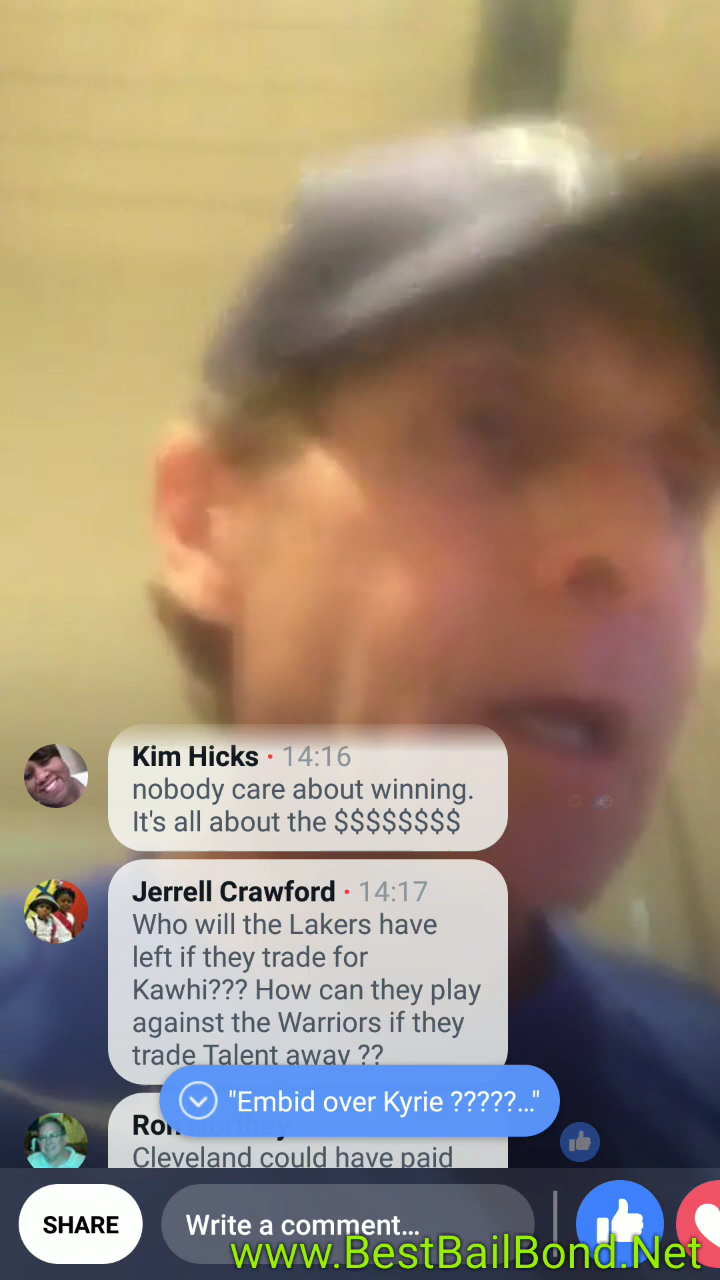 Kim Hicks • 14:16
nobody care about winning.
It's all about the $$$$$$$$
Jerrell Crawford • 14:17
Who will the Lakers have
left if they trade for
Kawhi??? How can they play
against the Warriors if they
trade Talent away ??
"Embid over Kyrie ?????..."
Cleveland could have paid
SHARE
Write a comment...
www.BestBailBond.Net